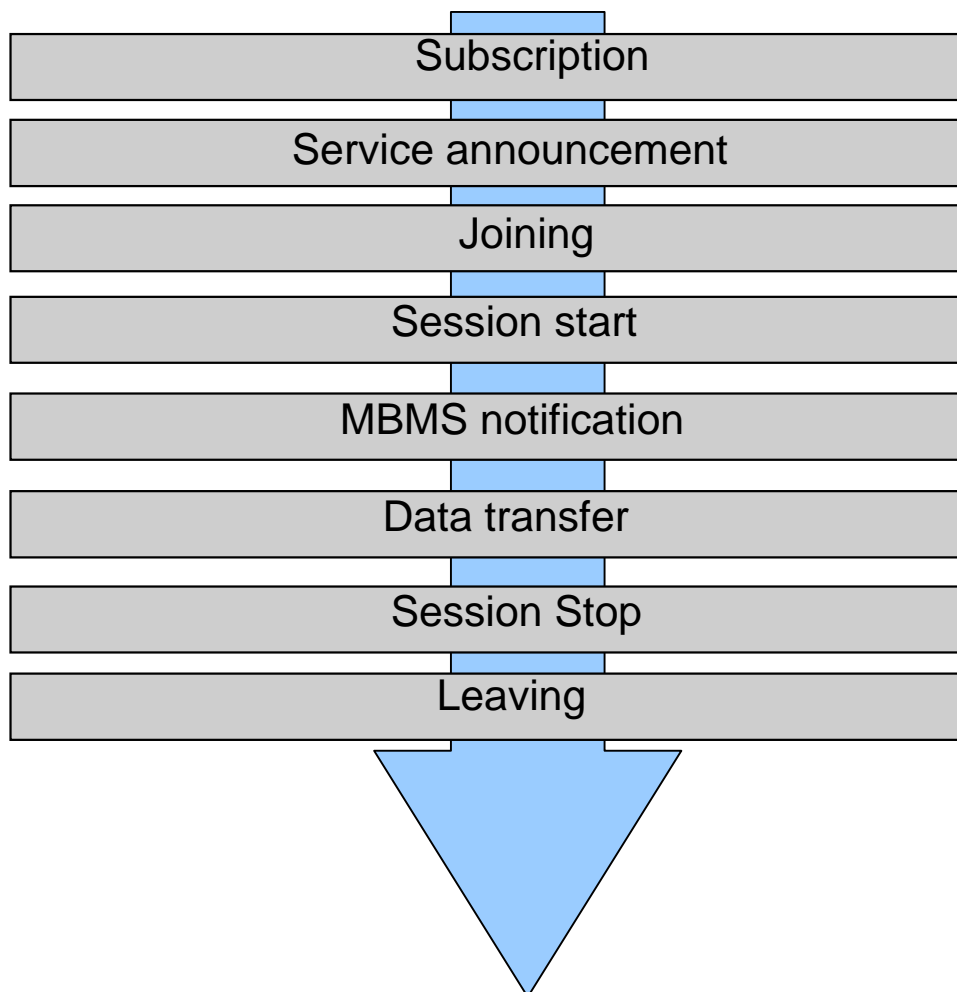 Subscription
Service announcement
Joining
Session start
MBMS notification
Data transfer
Session Stop
Leaving